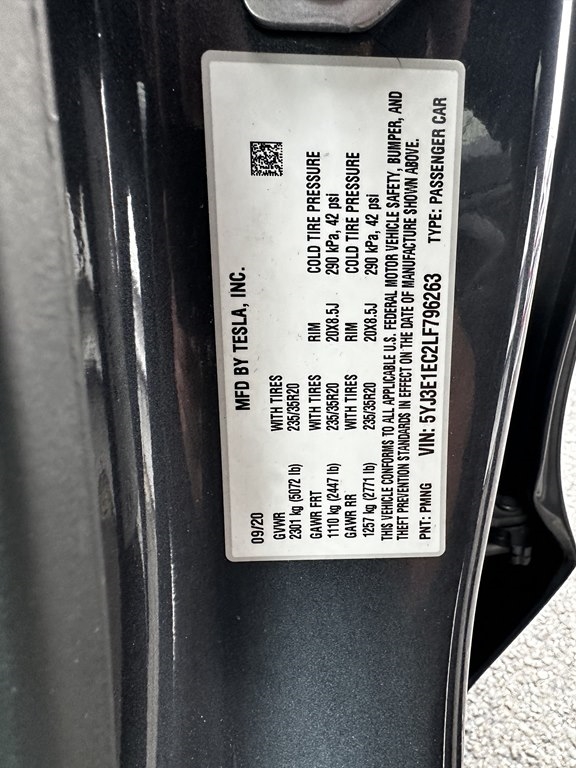 MFD BY TESLA, INC.
09/20
GVWR WITH TIRES
2301 kg (5072 lb) 235/35R20
GAWR FRT WITH TIRES RIM COLD TIRE PRESSURE
1110 kg (2447 lb) 235/35R20 20X8.5J 290 kPa, 42 psi
GAWR RR WITH TIRES RIM COLD TIRE PRESSURE
1257 kg (2771 lb) 235/35R20 20X8.5J 290 kPa, 42 psi
THIS VEHICLE CONFORMS TO ALL APPLICABLE U.S. FEDERAL MOTOR VEHICLE SAFETY, BUMPER, AND
THEFT PREVENTION STANDARDS IN EFFECT ON THE DATE OF MANUFACTURE SHOWN ABOVE.
PNT: PMNG VIN: 5YJ3E1EC2LF796263 TYPE: PASSENGER CAR